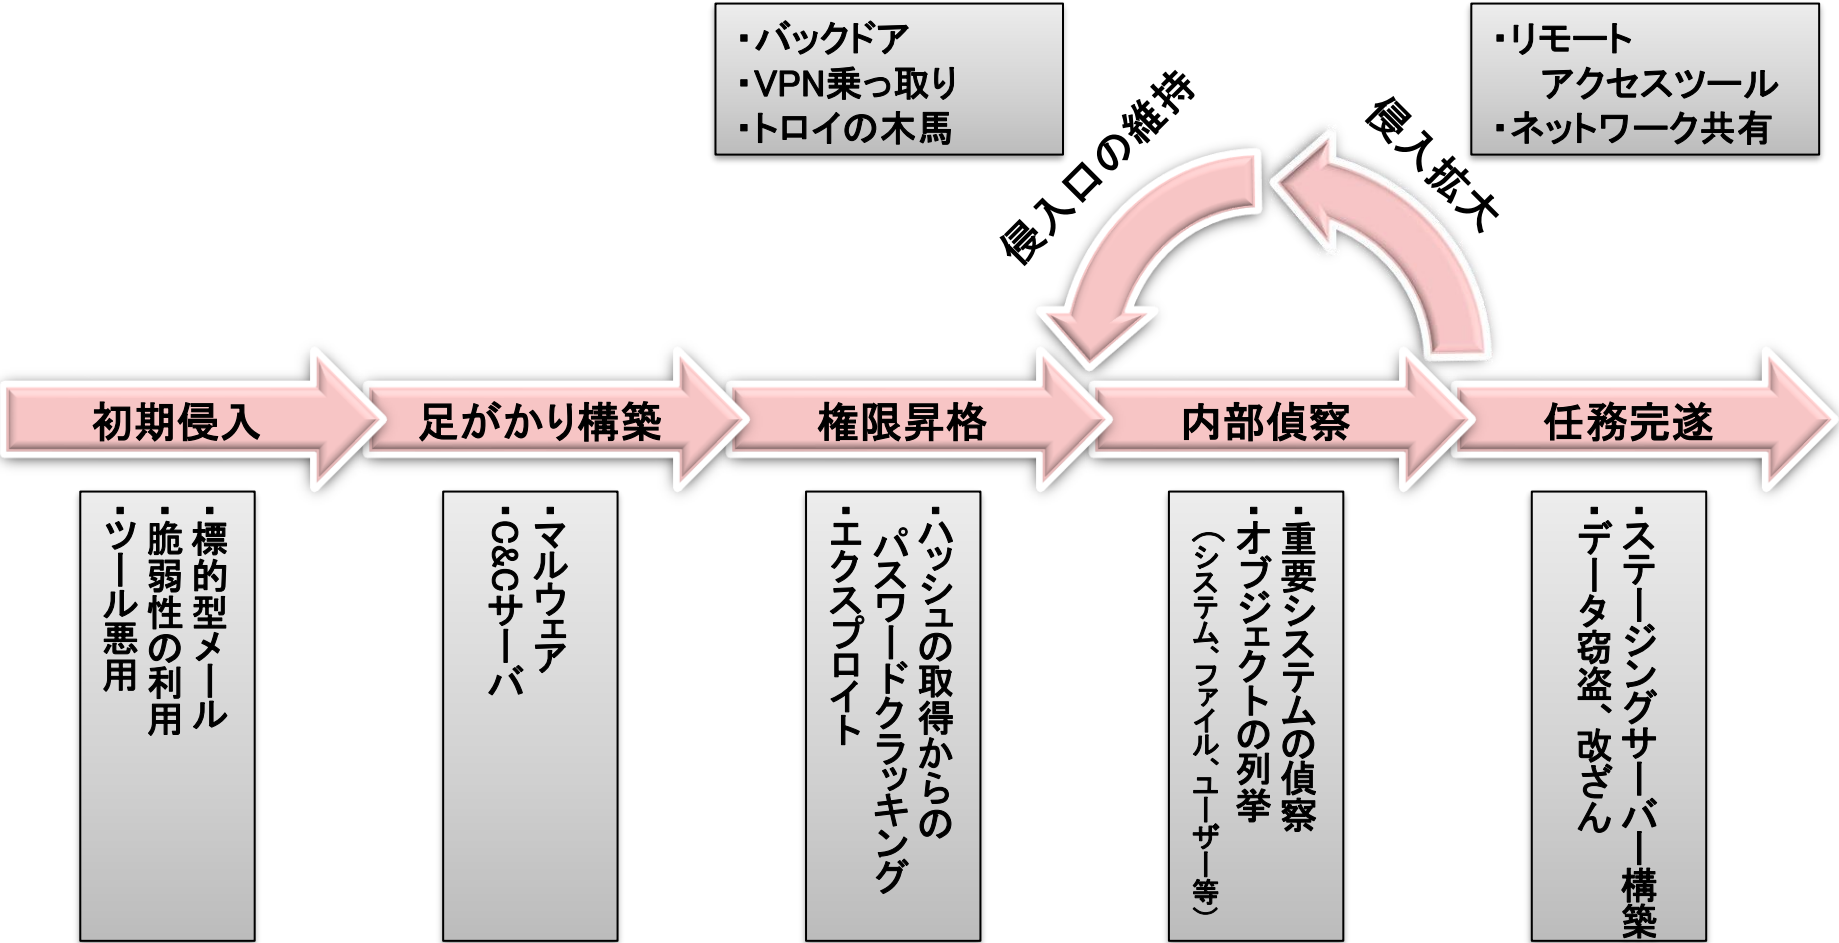 ・バックドア
・VPN乗っ取り
・トロイの木馬
・リモート
アクセスツール
・ネットワーク共有
侵入口の維持
侵入拡大
初期侵入
足がかり構築
権限昇格
内部偵察
任務完遂
・標的型メール
・脆弱性の利用
・ツール悪用
・マルウェア
・C&Cサーバ
・ハッシュの取得からの
パスワードクラッキング
・エクスプロイト
・重要システムの偵察
・オブジェクトの列挙
（システム、ファイル、ユーザー等）
・ステージングサーバー構築
・データ窃盗、改ざん